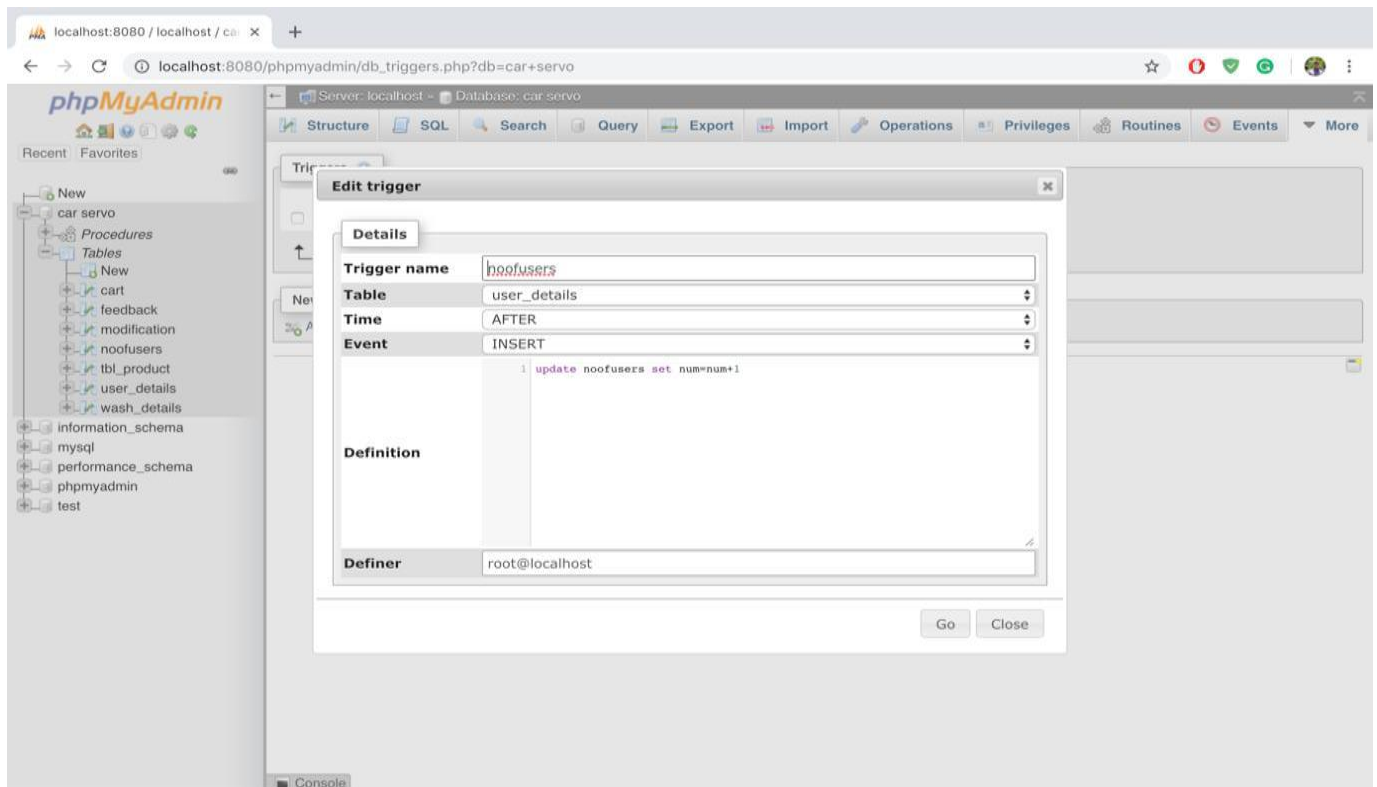 localhost:8080 / localhost / ca
localhost:8080/phpmyadmin/db_triggers.php?db=car+servo
phpMyAdmin
Recent Favorites
New
car servo
Procedures
Tables
New
cart
feedback
modification
noofusers
tbl_product
user_details
wash_details
information_schema
mysql
performance_schema
phpmyadmin
test
Server: localhost » Database: car servo
Structure SQL Search Query Export Import Operations Privileges Routines Events More
Edit trigger
Details
Trigger name noofusers
Table user_details
Time AFTER
Event INSERT
Definition
1 update noofusers set num=num+1
Definer root@localhost
Go Close
Console